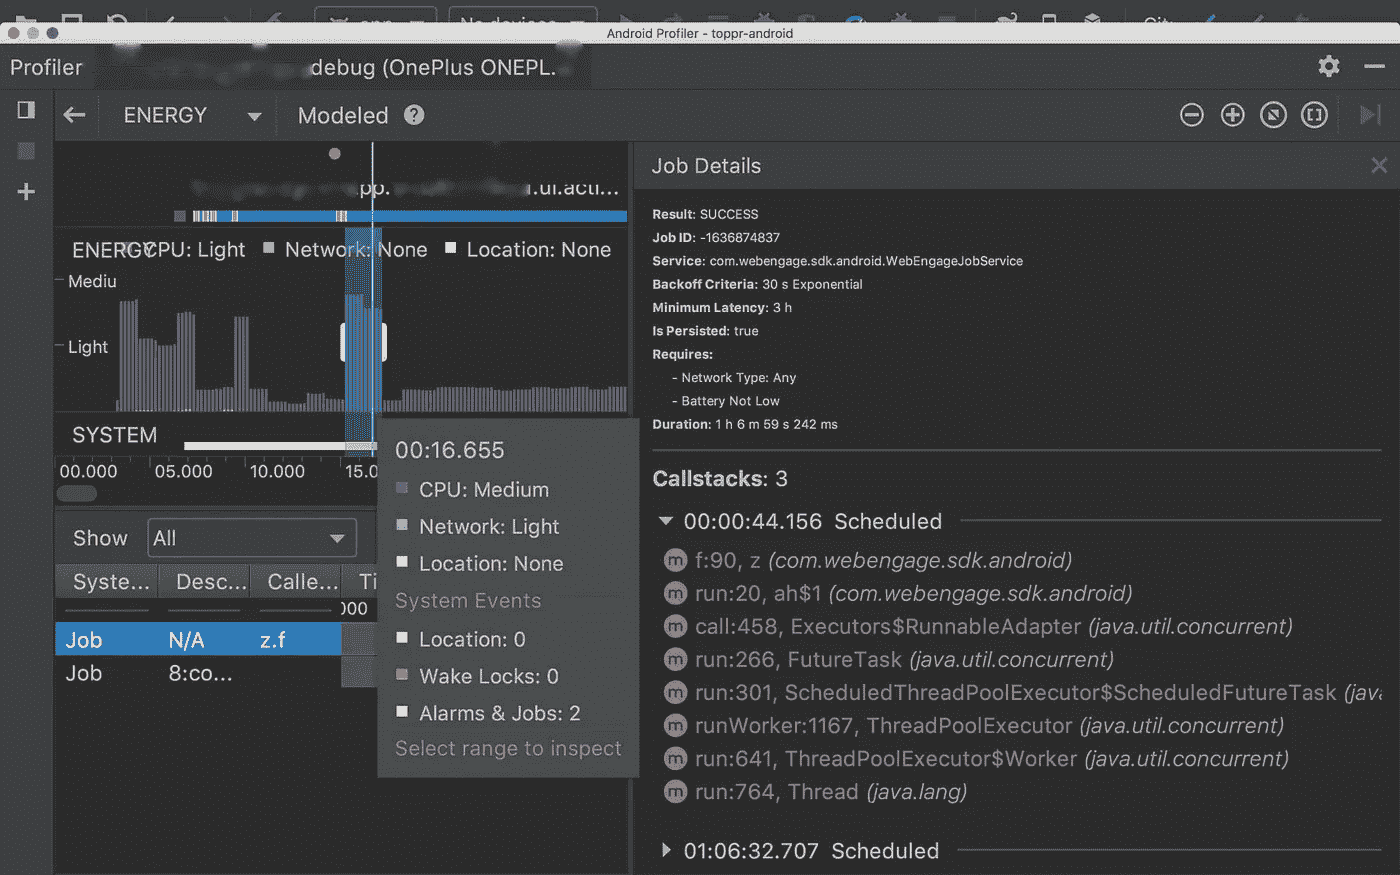 Android Profiler - toppr-android
Profiler
debug (OnePlus ONEPL.
ENERGY
Modeled ?
pp.
.ui.acti...
ENERGY
CPU: Light
Network: None
Location: None
Mediu
Light
SYSTEM
00.000
05.000
10.000
15.0
00:16.655
CPU: Medium
Network: Light
Location: None
System Events
Location: 0
Wake Locks: 0
Alarms & Jobs: 2
Select range to inspect
Show
All
Syste...
Desc...
Calle...
Ti
000
Job
N/A
z.f
Job
8:co...
Job Details
Result: SUCCESS
Job ID: -1636874837
Service: com.webengage.sdk.android.WebEngageJobService
Backoff Criteria: 30 s Exponential
Minimum Latency: 3 h
Is Persisted: true
Requires:
- Network Type: Any
- Battery Not Low
Duration: 1 h 6 m 59 s 242 ms
Callstacks: 3
00:00:44.156 Scheduled
m f:90, z (com.webengage.sdk.android)
m run:20, ah$1 (com.webengage.sdk.android)
m call:458, Executors$RunnableAdapter (java.util.concurrent)
m run:266, FutureTask (java.util.concurrent)
m run:301, ScheduledThreadPoolExecutor$ScheduledFutureTask (java
m runWorker:1167, ThreadPoolExecutor (java.util.concurrent)
m run:641, ThreadPoolExecutor$Worker (java.util.concurrent)
m run:764, Thread (java.lang)
01:06:32.707 Scheduled